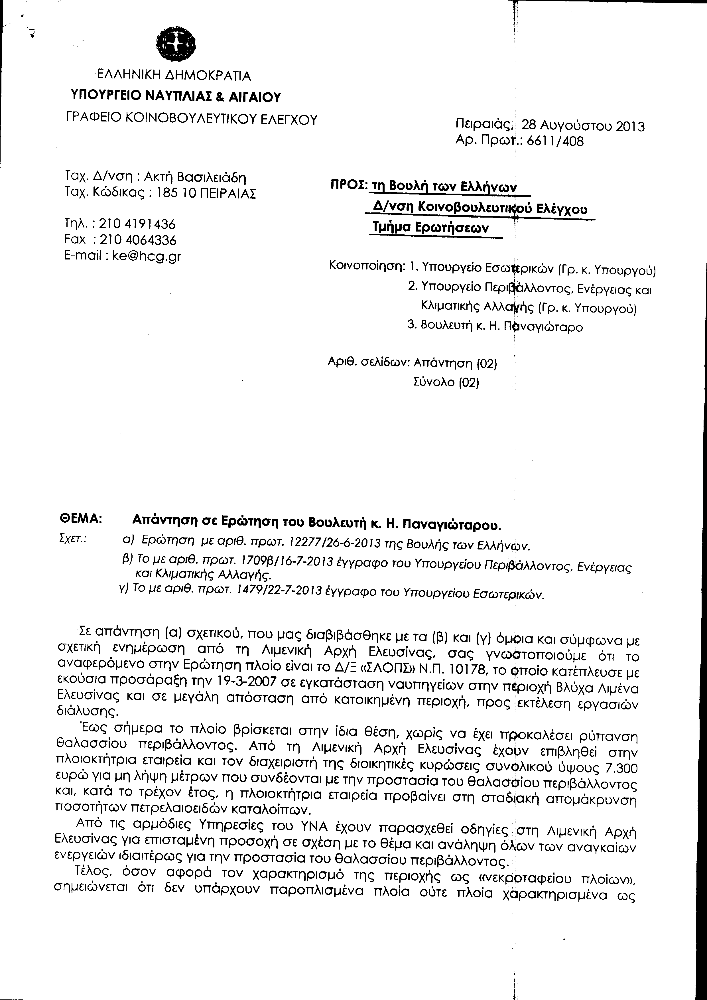 ΕΛΛΗΝΙΚΗ ΔΗΜΟΚΡΑΤΙΑ
ΥΠΟΥΡΓΕΙΟ ΝΑΥΤΙΛΙΑΣ & ΑΙΓΑΙΟΥ
ΓΡΑΦΕΙΟ ΚΟΙΝΟΒΟΥΛΕΥΤΙΚΟΥ ΕΛΕΓΧΟΥ
Πειραιάς, 28 Αυγούστου 2013
Αρ. Πρωτ.: 6611/408
Ταχ. Δ/νση : Ακτή Βασιλειάδη
Ταχ. Κώδικας : 185 10 ΠΕΙΡΑΙΑΣ
Τηλ. : 210 4191436
Fax : 210 4064336
E-mail : ke@hcg.gr
ΠΡΟΣ: τη Βουλή των Ελλήνων
Δ/νση Κοινοβουλευτικού Ελέγχου
Τμήμα Ερωτήσεων
Κοινοποίηση: 1. Υπουργείο Εσωτερικών (Γρ. κ. Υπουργού)
2. Υπουργείο Περιβάλλοντος, Ενέργειας και
Κλιματικής Αλλαγής (Γρ. κ. Υπουργού)
3. Βουλευτή κ. Η. Παναγιώταρο
Αριθ. σελίδων: Απάντηση (02)
Σύνολο (02)
ΘΕΜΑ: Απάντηση σε Ερώτηση του Βουλευτή κ. Η. Παναγιώταρου.
Σχετ.: α) Ερώτηση με αριθ. πρωτ. 12277/26-6-2013 της Βουλής των Ελλήνων.
β) Το με αριθ. πρωτ. 1709β/16-7-2013 έγγραφο του Υπουργείου Περιβάλλοντος, Ενέργειας
και Κλιματικής Αλλαγής.
γ) Το με αριθ. πρωτ. 1479/22-7-2013 έγγραφο του Υπουργείου Εσωτερικών.
Σε απάντηση (α) σχετικού, που μας διαβιβάσθηκε με τα (β) και (γ) όμοια και σύμφωνα με
σχετική ενημέρωση από τη Λιμενική Αρχή Ελευσίνας, σας γνωστοποιούμε ότι το
αναφερόμενο στην Ερώτηση πλοίο είναι το Δ/Ξ «ΣΛΟΠΣ» Ν.Π. 10178, το οποίο κατέπλευσε με
εκούσια προσάραξη την 19-3-2007 σε εγκατάσταση ναυπηγείων στην περιοχή Βλύχα Λιμένα
Ελευσίνας και σε μεγάλη απόσταση από κατοικημένη περιοχή, προς εκτέλεση εργασιών
διάλυσης.
Έως σήμερα το πλοίο βρίσκεται στην ίδια θέση, χωρίς να έχει προκαλέσει ρύπανση
θαλασσίου περιβάλλοντος. Από τη Λιμενική Αρχή Ελευσίνας έχουν επιβληθεί στην
πλοιοκτήτρια εταιρεία και τον διαχειριστή της διοικητικές κυρώσεις συνολικού ύψους 7.300
ευρώ για μη λήψη μέτρων που συνδέονται με την προστασία του θαλασσίου περιβάλλοντος
και, κατά το τρέχον έτος, η πλοιοκτήτρια εταιρεία προβαίνει στη σταδιακή απομάκρυνση
ποσοτήτων πετρελαιοειδών καταλοίπων.
Από τις αρμόδιες Υπηρεσίες του ΥΝΑ έχουν παρασχεθεί οδηγίες στη Λιμενική Αρχή
Ελευσίνας για επισταμένη προσοχή σε σχέση με το θέμα και ανάληψη όλων των αναγκαίων
ενεργειών ιδιαιτέρως για την προστασία του θαλασσίου περιβάλλοντος.
Τέλος, όσον αφορά τον χαρακτηρισμό της περιοχής ως «νεκροταφείου πλοίων»,
σημειώνεται ότι δεν υπάρχουν παροπλισμένα πλοία ούτε πλοία χαρακτηρισμένα ως